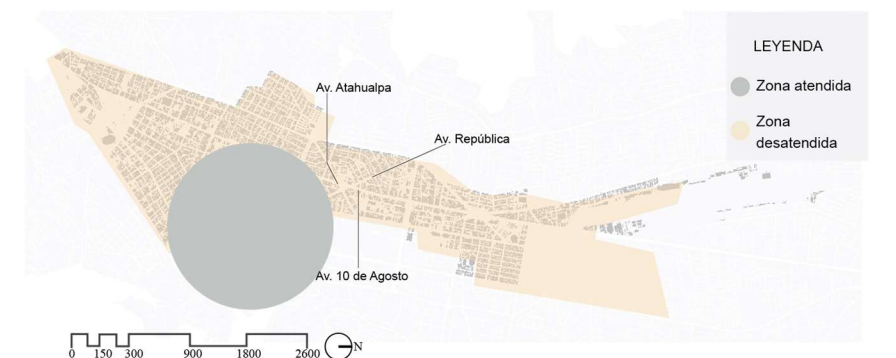 LEYENDA
Zona atendida
Zona
desatendida
Av. Atahualpa
Av. República
Av. 10 de Agosto
0 150 300 900 1800 2600
N